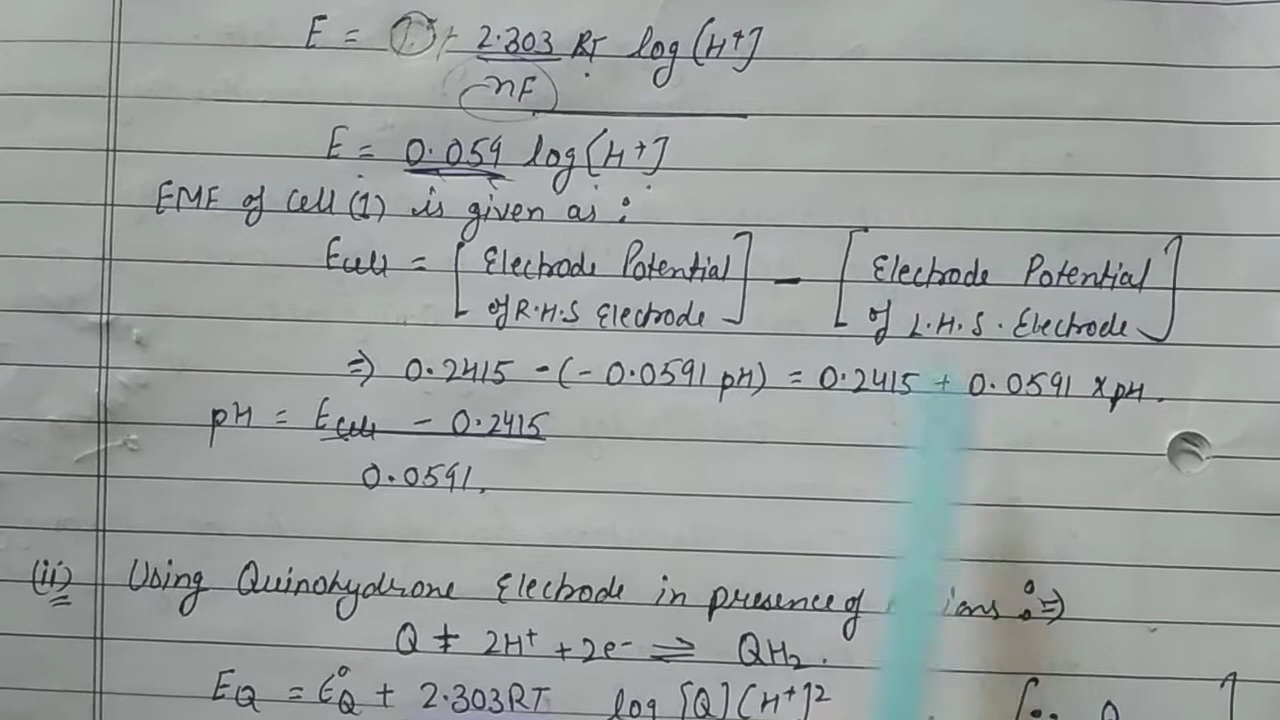 E = + 2.303 RT log[H+]
nF
E = 0.059 log[H+]
EMF of Cell (1) is given as :
Ecell = [Electrode Potential of R.H.S Electrode] - [Electrode Potential of L.H.S. Electrode]
⇒ 0.2415 - (- 0.0591 pH) = 0.2415 + 0.0591 x pH.
pH = Ecell - 0.2415
0.0591.
(ii) Using Quinohydrone Electrode in presence of ions :⇒
Q + 2H+ + 2e- ⇌ QH2.
EQ = E°Q + 2.303RT log [Q][H+]2